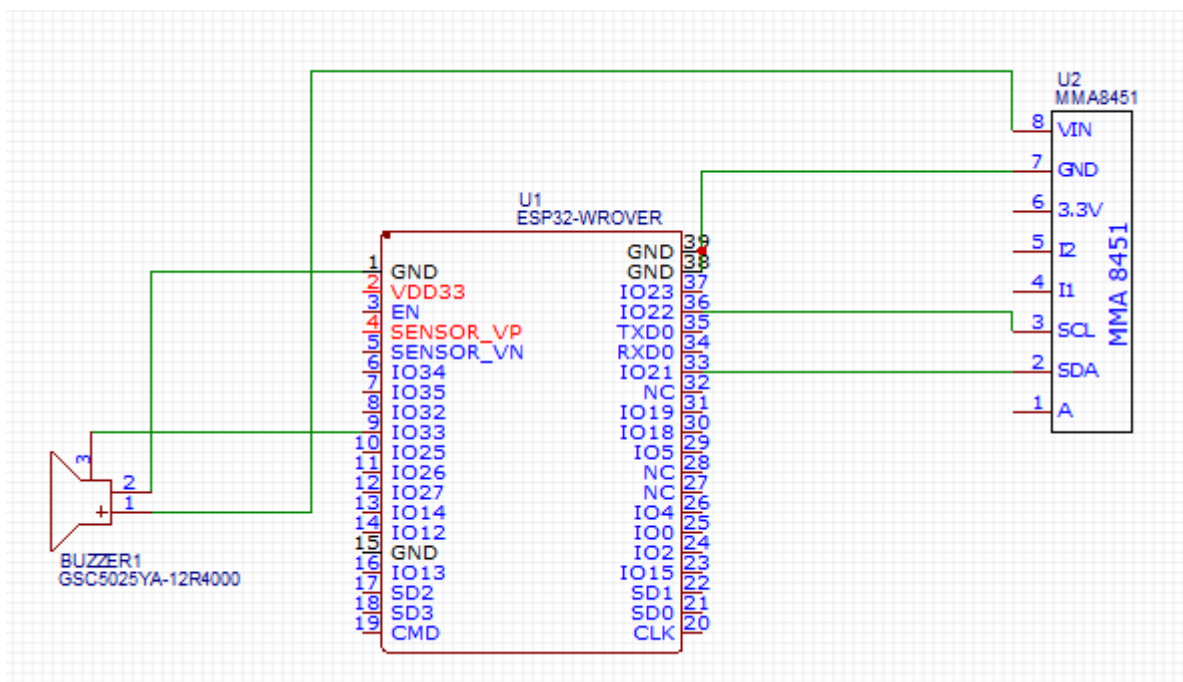 U2
MMA8451
8 VIN
7 GND
6 3.3V
5 I2
4 I1
3 SCL
2 SDA
1 A
MMA 8451
U1
ESP32-WROVER
1 GND
2 VDD33
3 EN
4 SENSOR_VP
5 SENSOR_VN
6 IO34
7 IO35
8 IO32
9 IO33
10 IO25
11 IO26
12 IO27
13 IO14
14 IO12
15 GND
16 IO13
17 SD2
18 SD3
19 CMD
GND 39
GND 38
IO23 37
IO22 36
TXD0 35
RXD0 34
IO21 33
NC 32
IO19 31
IO18 30
IO5 29
NC 28
NC 27
IO4 26
IO0 25
IO2 24
IO15 23
SD1 22
SD0 21
CLK 20
3
2
1
+
BUZZER1
GSC5025YA-12R4000